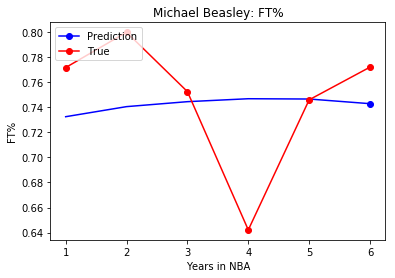 Michael Beasley: FT%
Prediction
True
FT%
0.80
0.78
0.76
0.74
0.72
0.70
0.68
0.66
0.64
1 2 3 4 5 6
Years in NBA